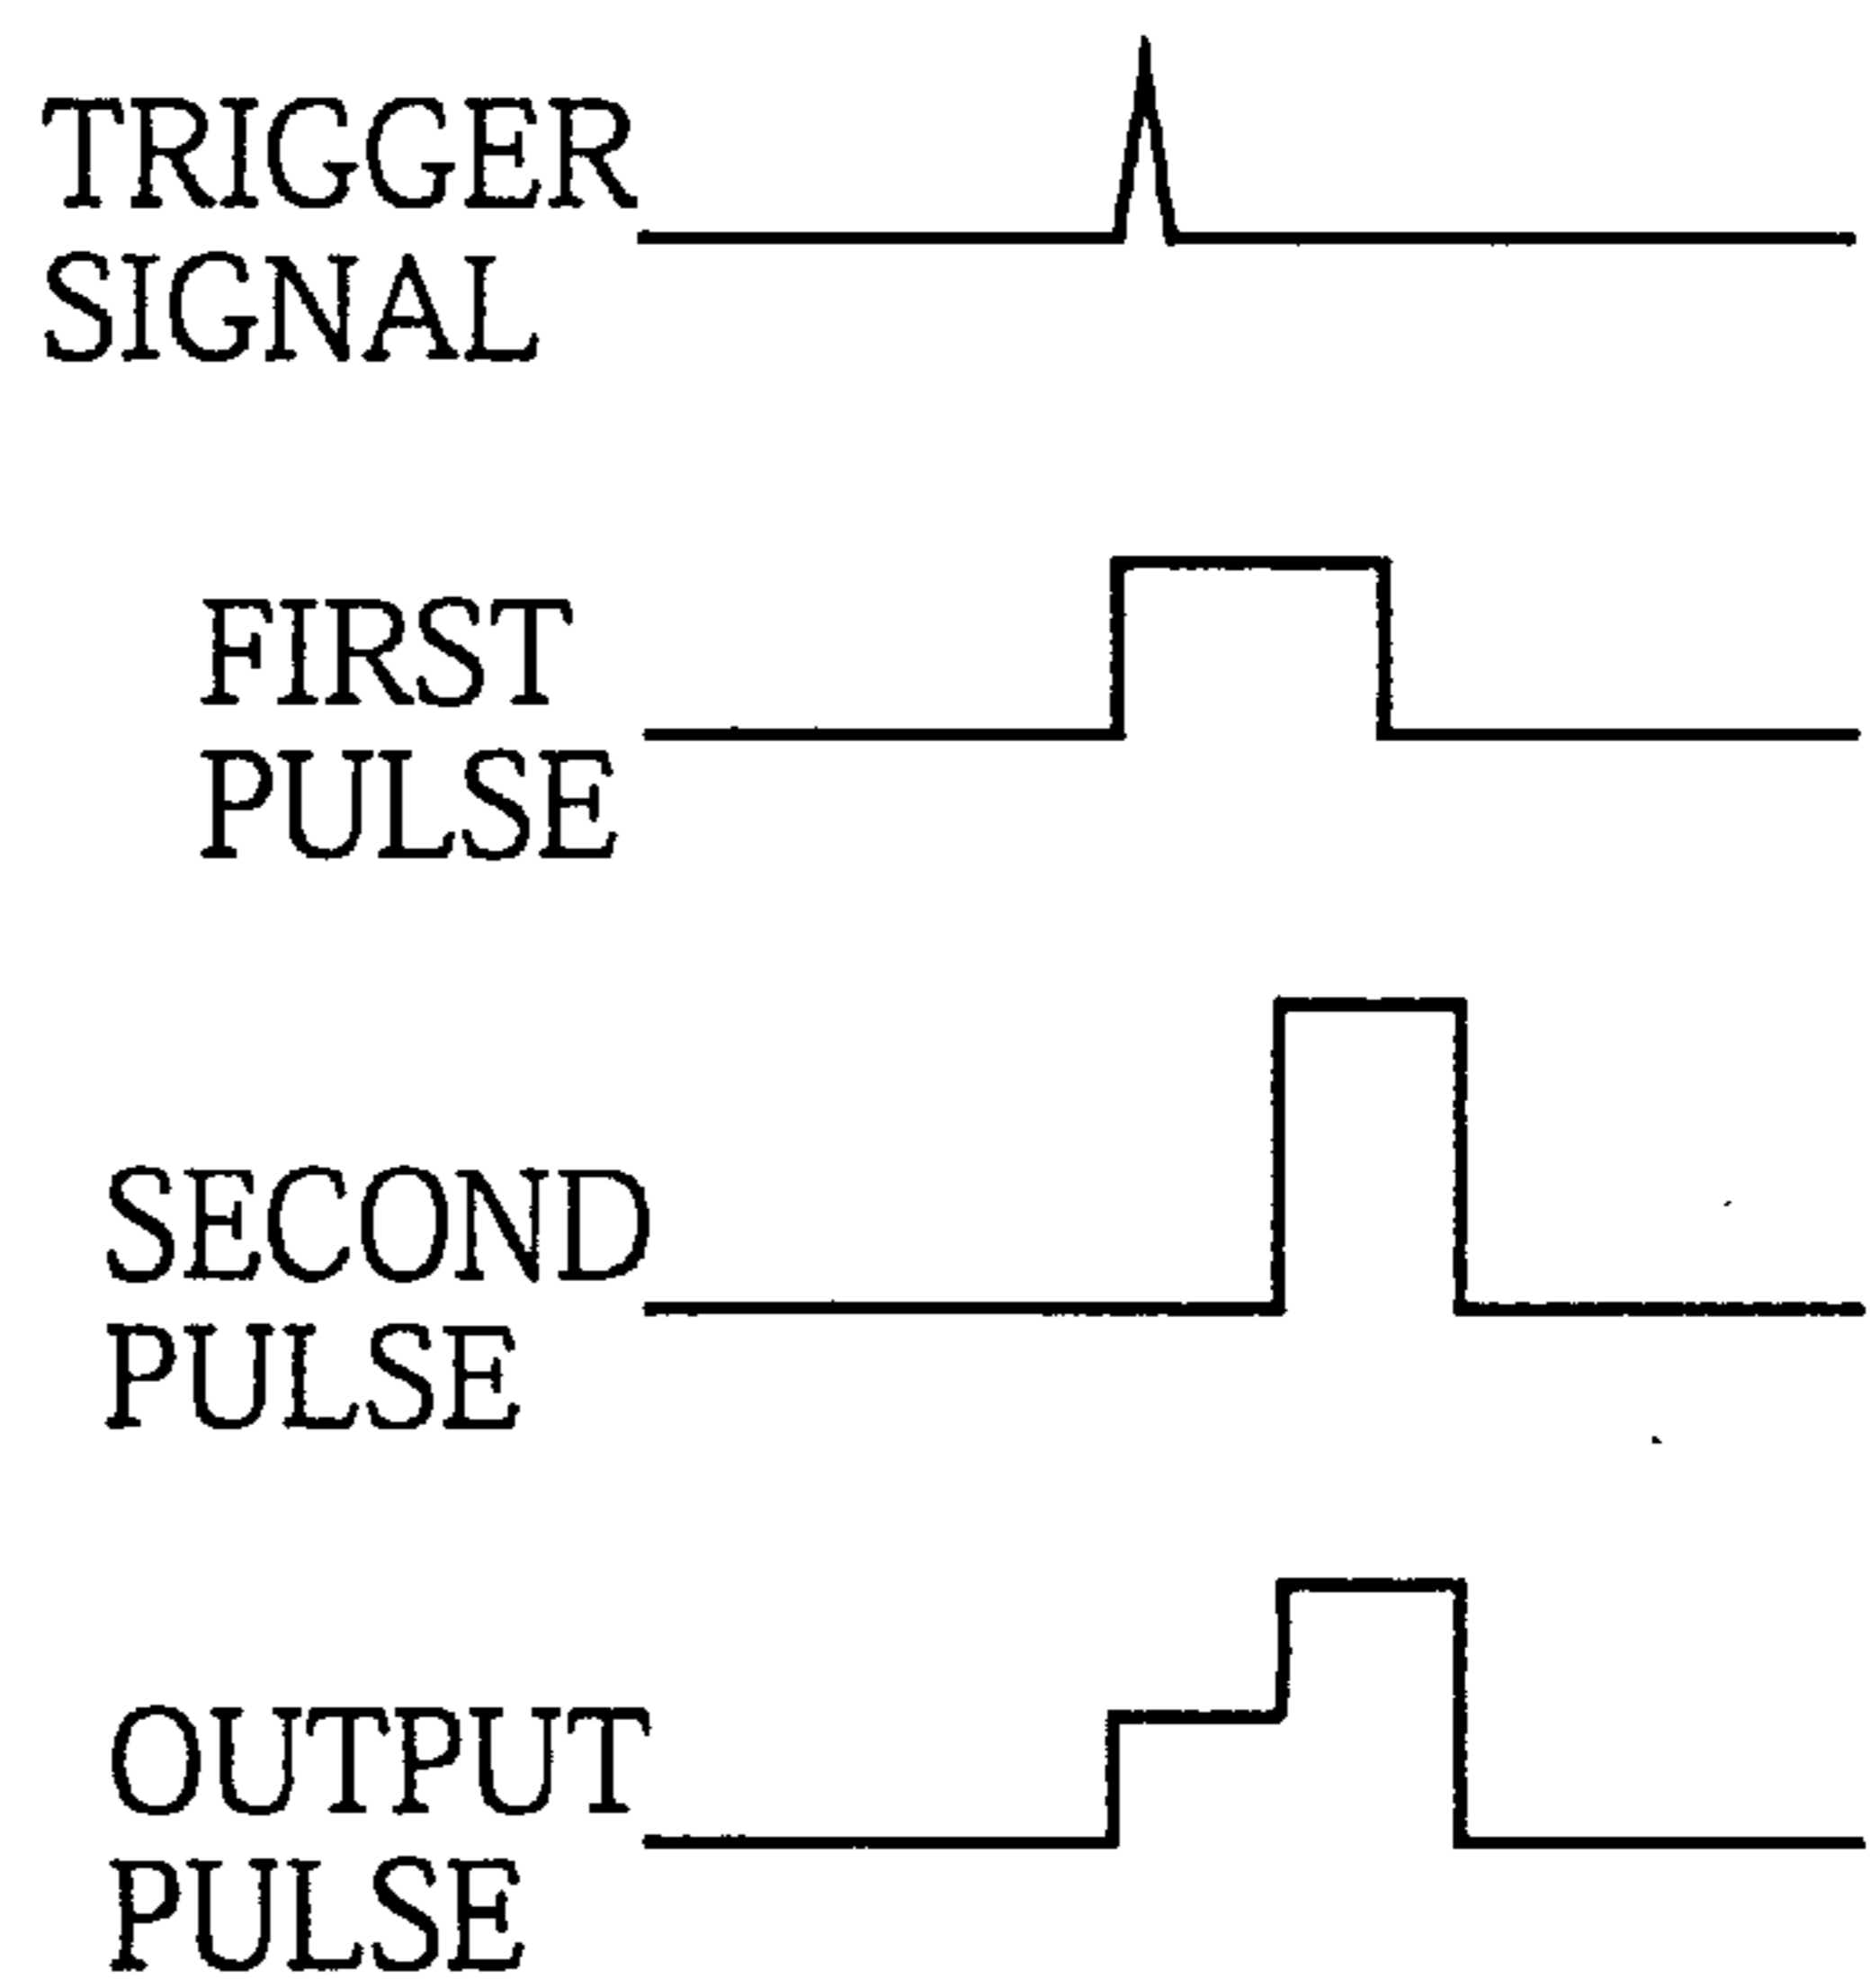 TRIGGER
SIGNAL
FIRST
PULSE
SECOND
PULSE
OUTPUT
PULSE